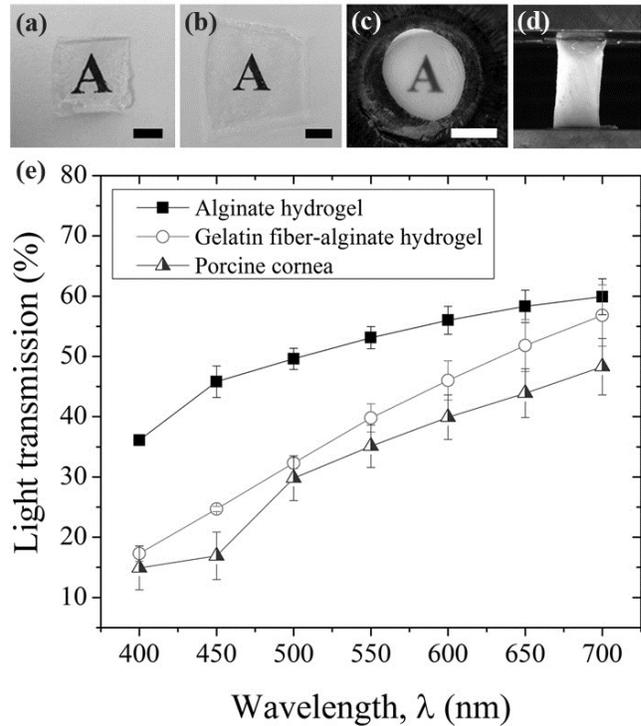 (a)
(b)
(c)
(d)
A
A
A
(e)
80
70
60
50
40
30
20
10
Light transmission (%)
Alginate hydrogel
Gelatin fiber-alginate hydrogel
Porcine cornea
400 450 500 550 600 650 700
Wavelength, λ (nm)